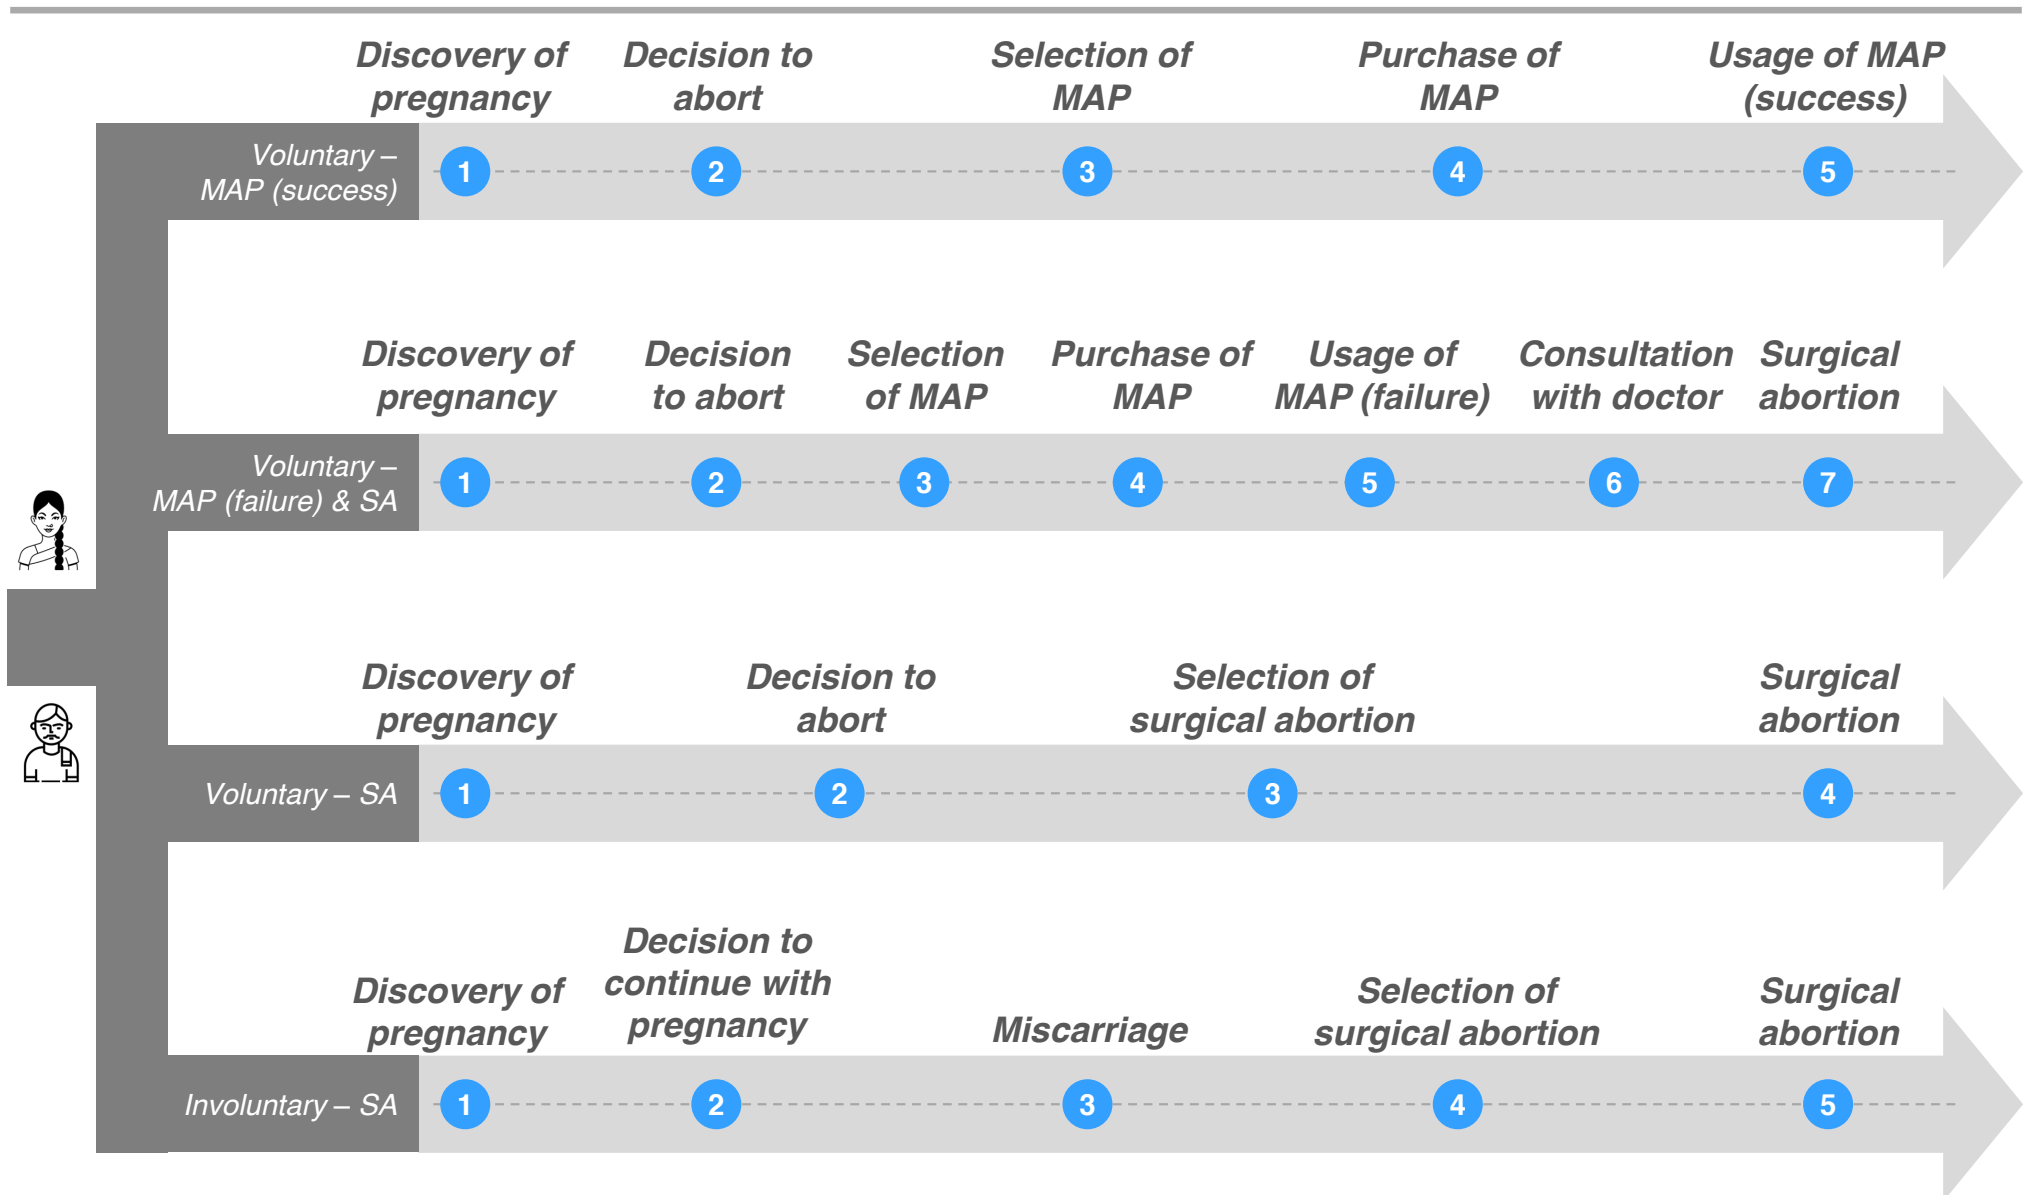 Discovery of
pregnancy
Decision to
abort
Selection of
MAP
Purchase of
MAP
Usage of MAP
(success)
Voluntary –
MAP (success)
1
2
3
4
5
Discovery of
pregnancy
Decision
to abort
Selection
of MAP
Purchase of
MAP
Usage of
MAP (failure)
Consultation
with doctor
Surgical
abortion
Voluntary –
MAP (failure) & SA
1
2
3
4
5
6
7
Discovery of
pregnancy
Decision to
abort
Selection of
surgical abortion
Surgical
abortion
Voluntary – SA
1
2
3
4
Discovery of
pregnancy
Decision to
continue with
pregnancy
Miscarriage
Selection of
surgical abortion
Surgical
abortion
Involuntary – SA
1
2
3
4
5